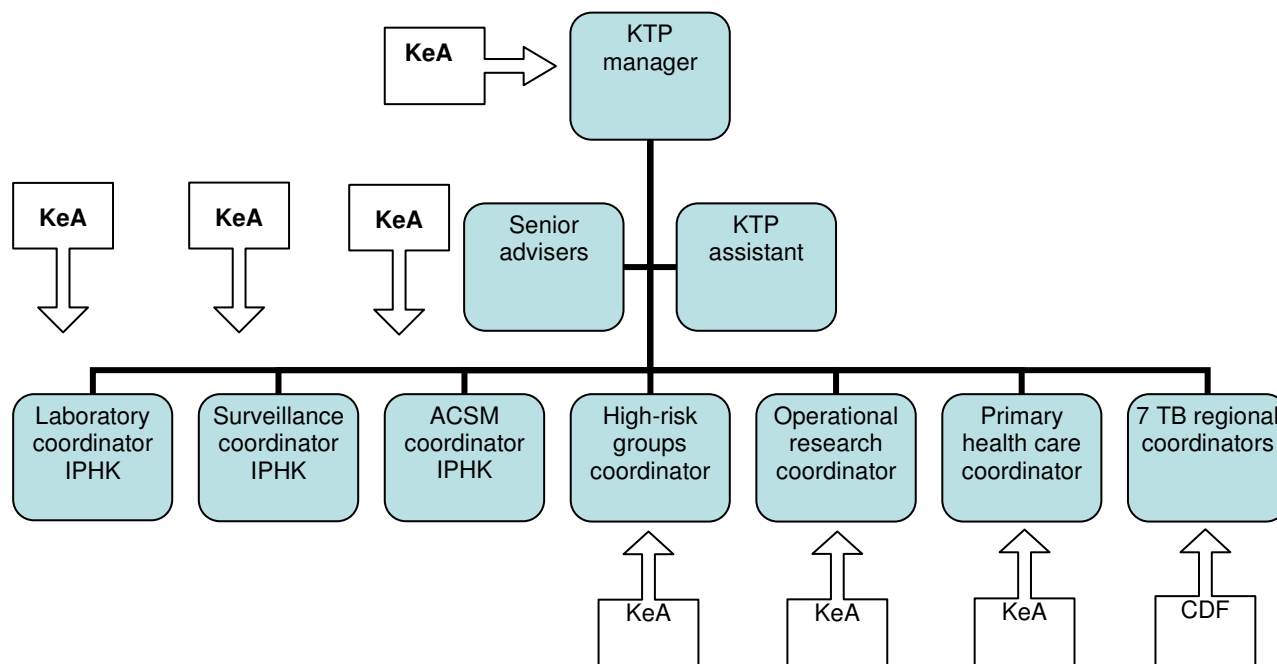 KeA
KTP
manager
KeA
KeA
KeA
Senior
advisers
KTP
assistant
Laboratory
coordinator
IPHK
Surveillance
coordinator
IPHK
ACSM
coordinator
IPHK
High-risk
groups
coordinator
Operational
research
coordinator
Primary
health care
coordinator
7 TB regional
coordinators
KeA
KeA
KeA
CDF